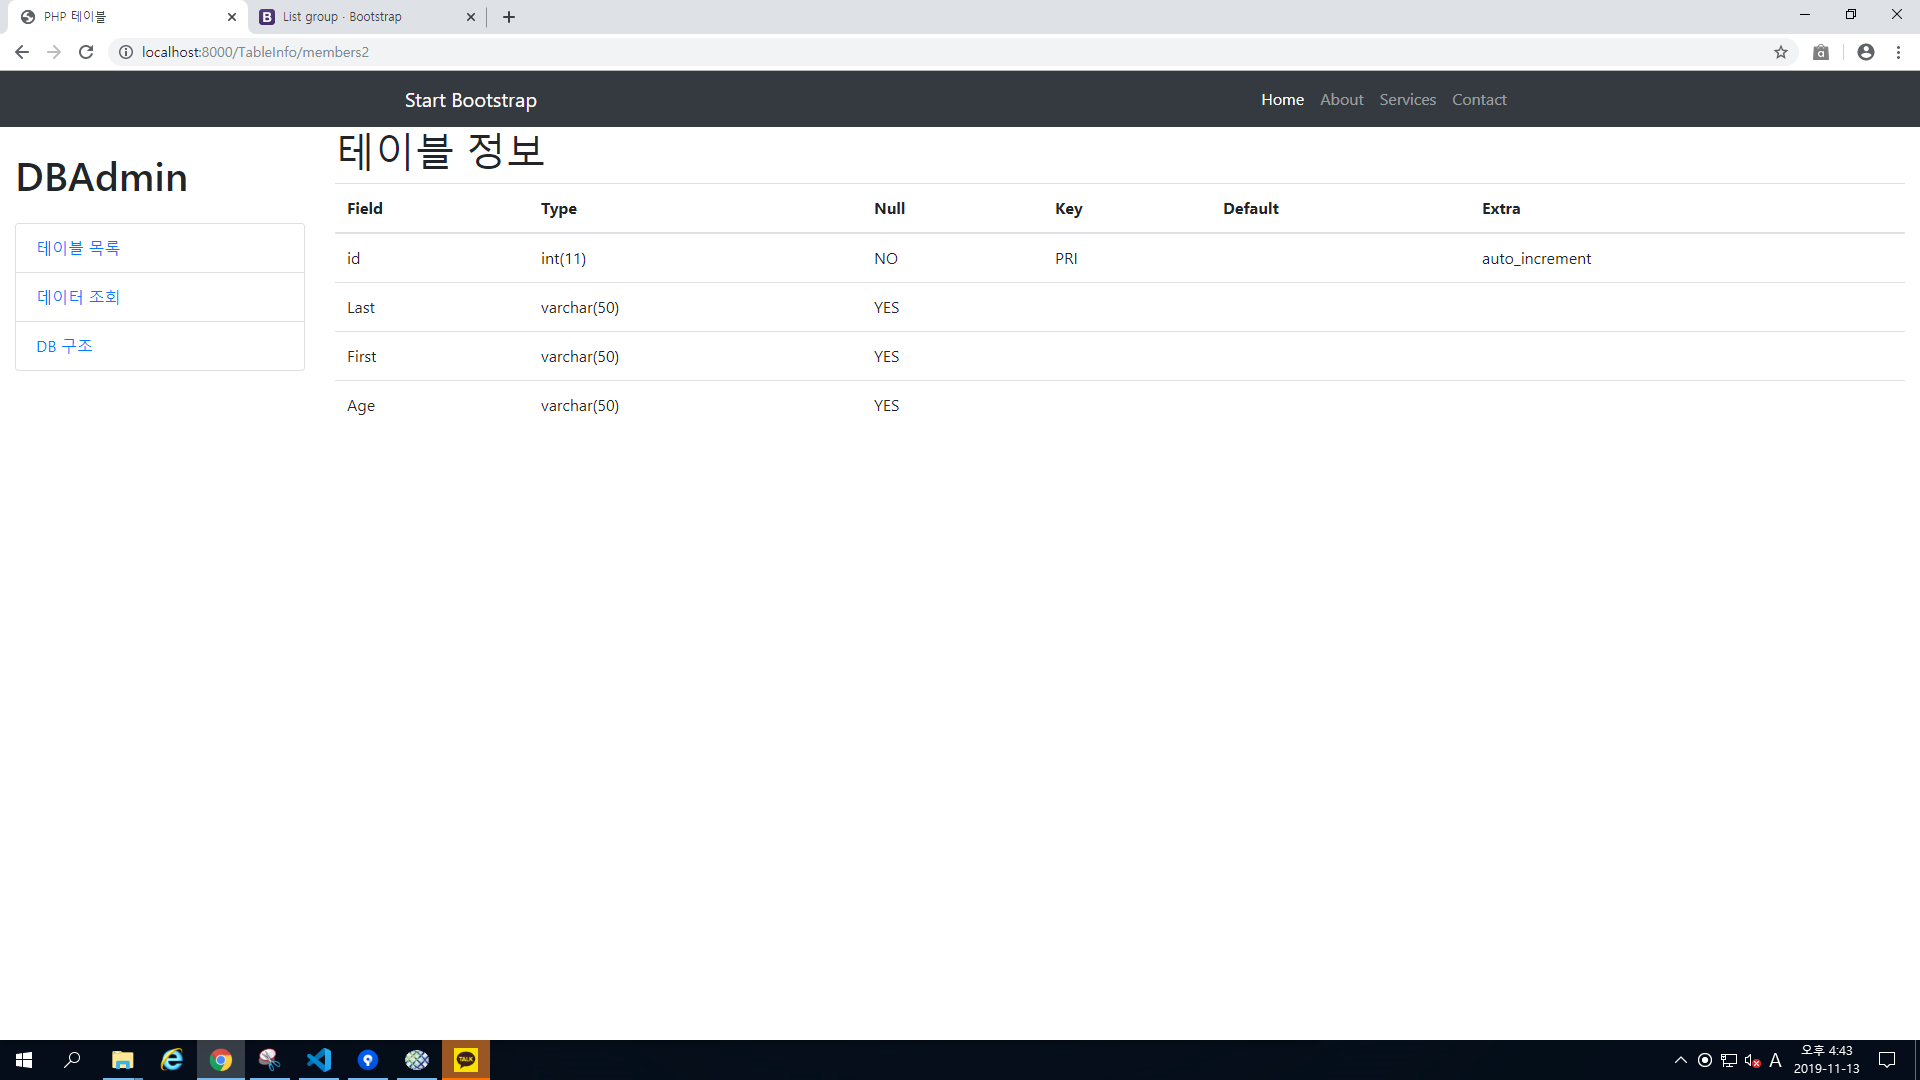 PHP 테이블
List group · Bootstrap
localhost:8000/TableInfo/members2
Start Bootstrap
Home About Services Contact
DBAdmin
테이블 목록
데이터 조회
DB 구조
테이블 정보
Field Type Null Key Default Extra
id int(11) NO PRI auto_increment
Last varchar(50) YES
First varchar(50) YES
Age varchar(50) YES
TALK
A
오후 4:43
2019-11-13